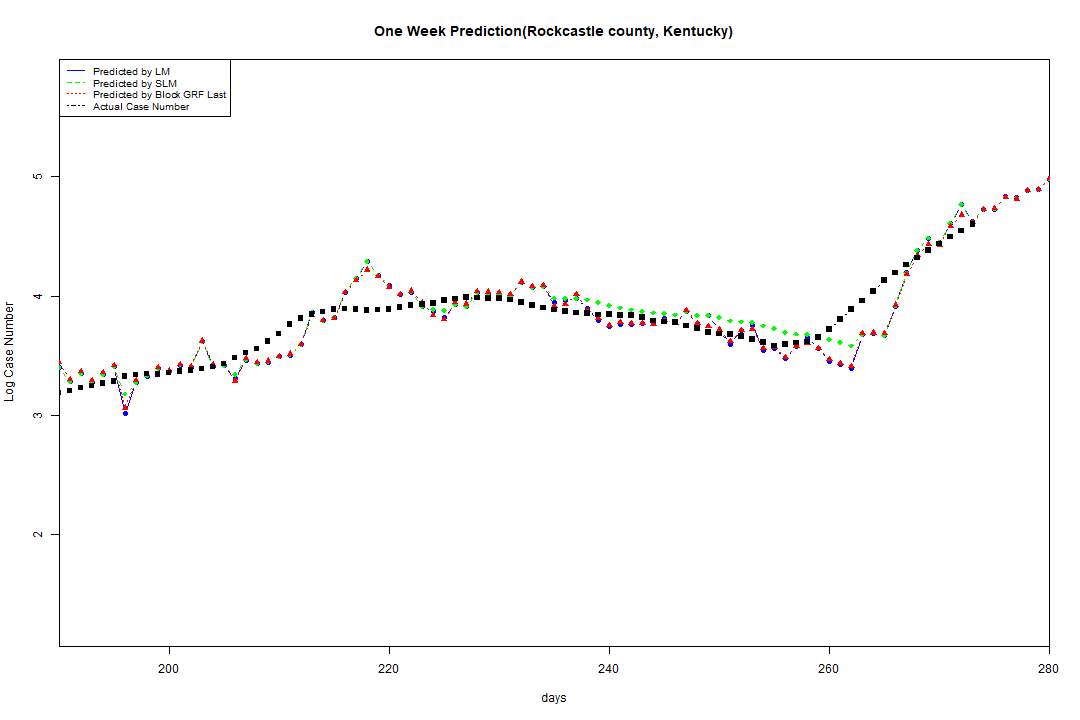 One Week Prediction(Rockcastle county, Kentucky)
Predicted by LM
Predicted by SLM
Predicted by Block GRF Last
Actual Case Number
5
4
3
2
Log Case Number
200 220 240 260 280
days